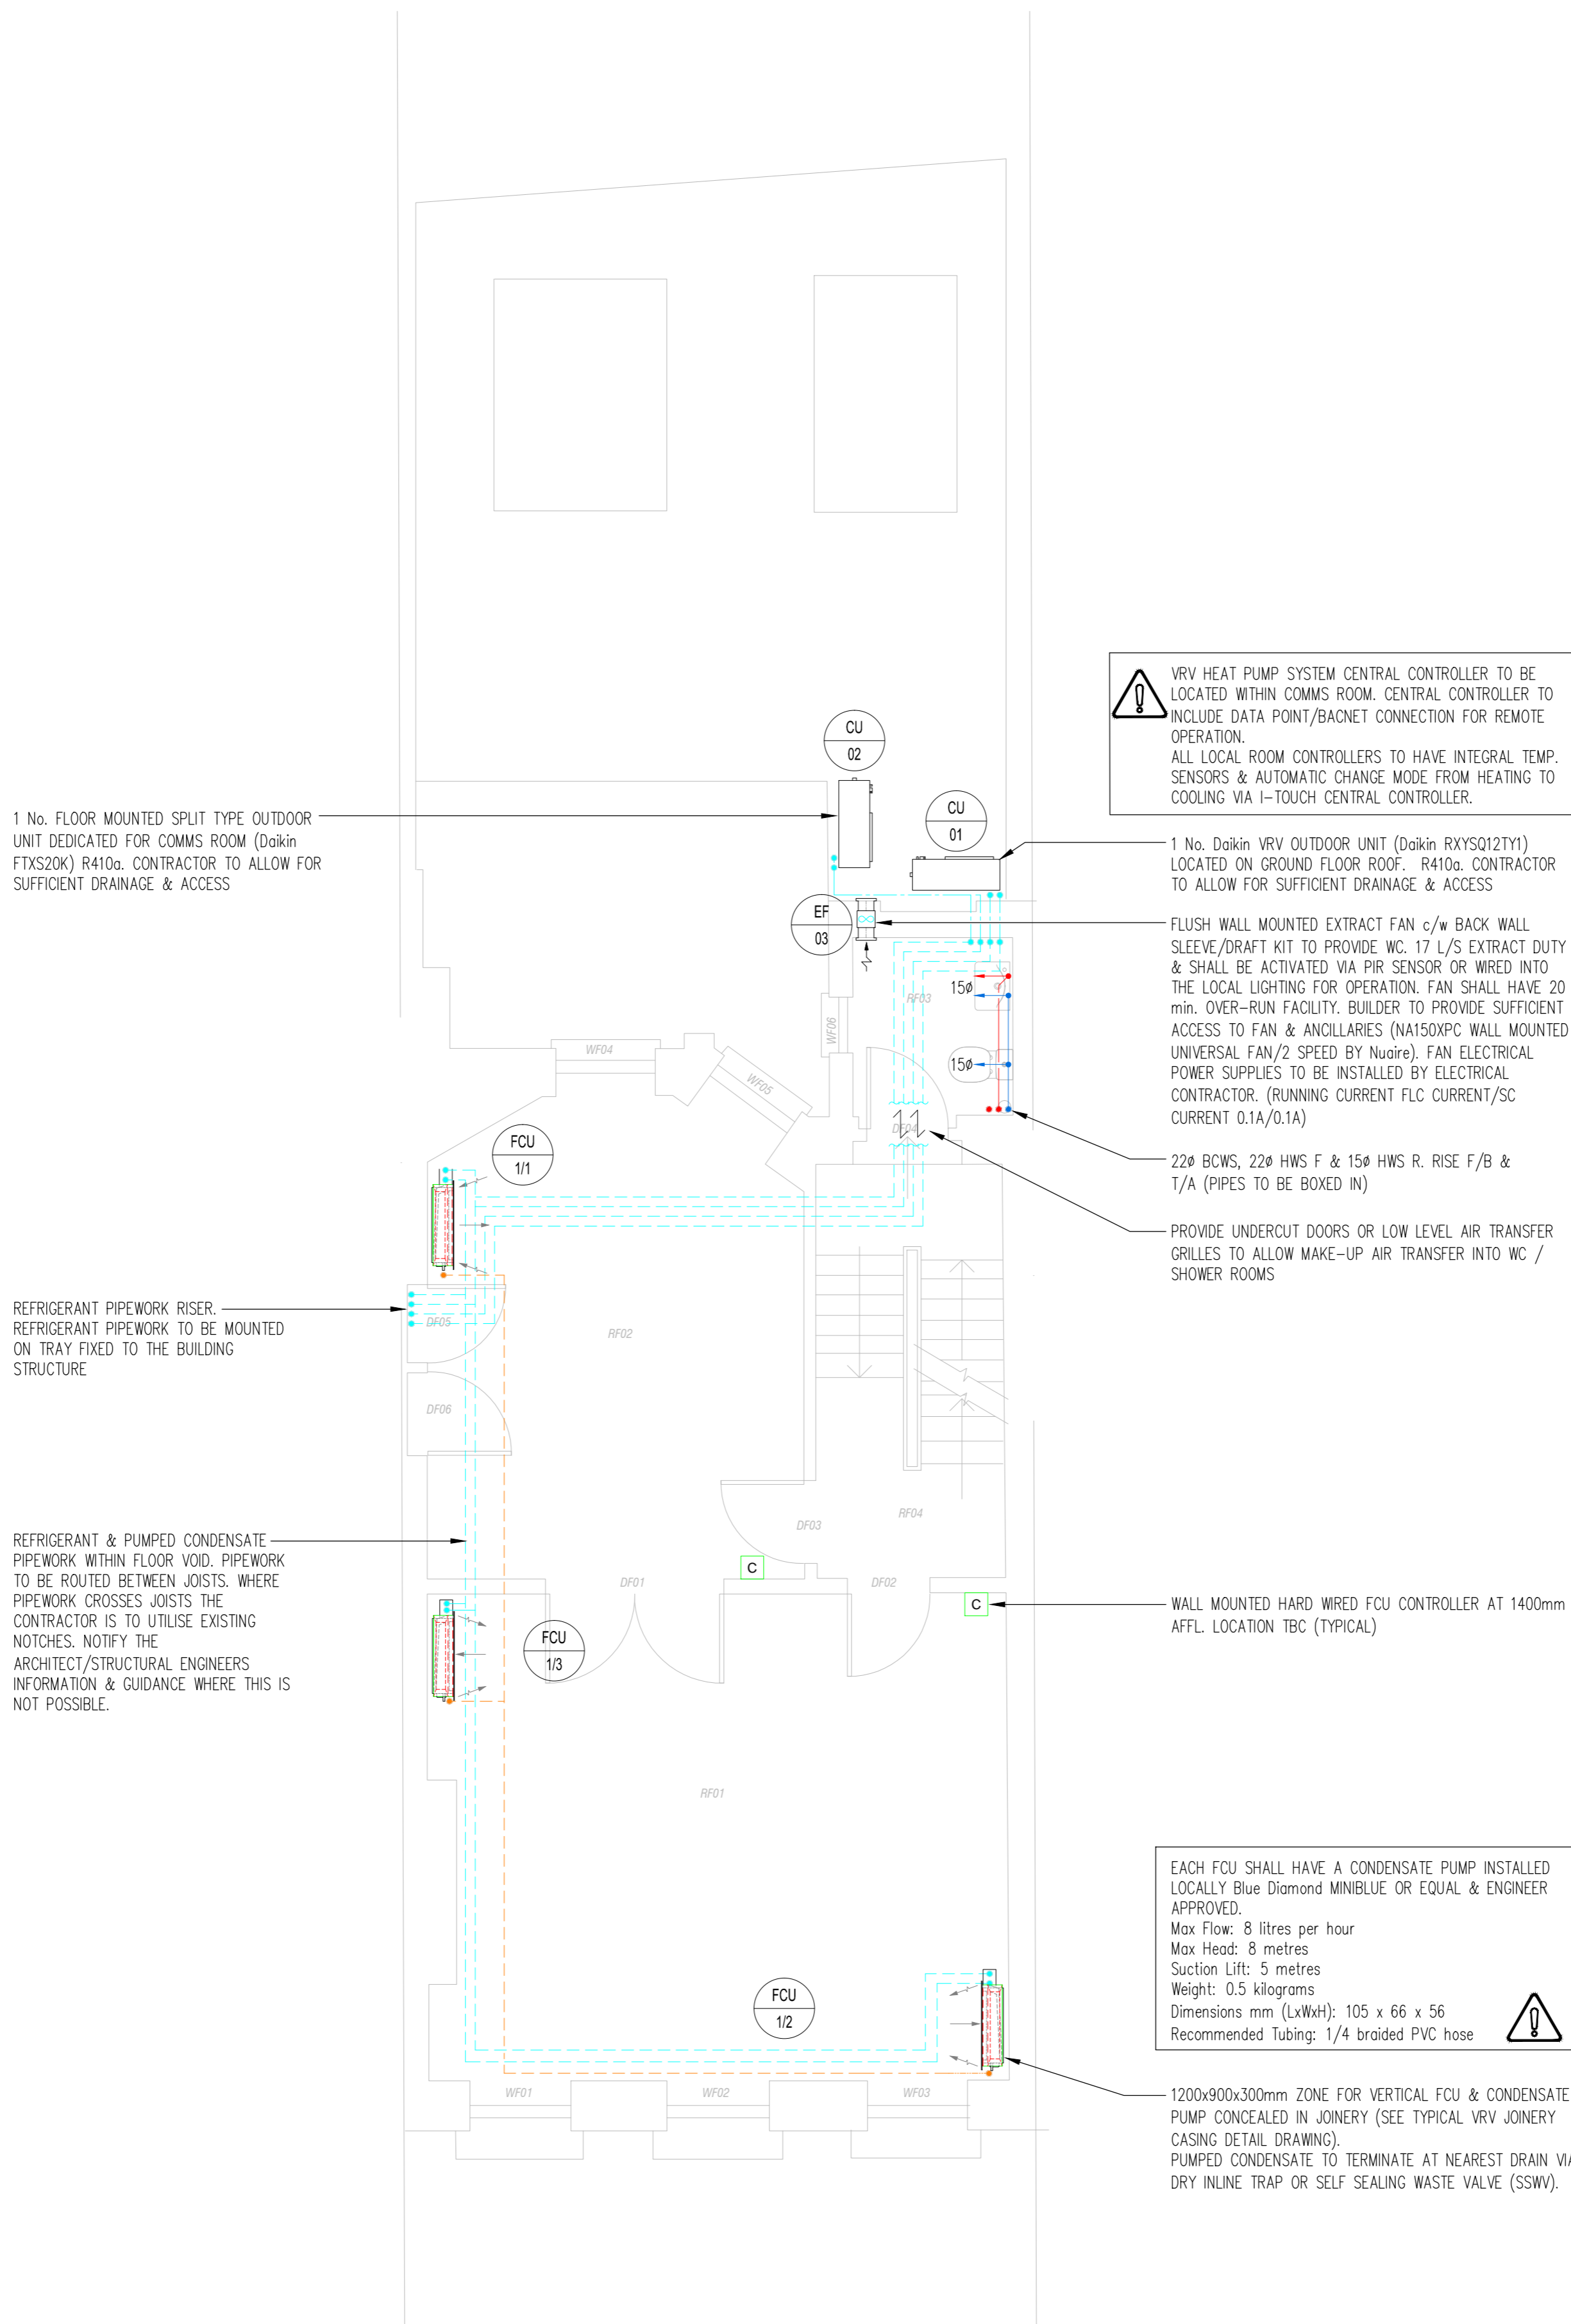 CU
02
CU
01
EF
03
VRV HEAT PUMP SYSTEM CENTRAL CONTROLLER TO BE
LOCATED WITHIN COMMS ROOM. CENTRAL CONTROLLER TO
INCLUDE DATA POINT/BACNET CONNECTION FOR REMOTE
OPERATION.
ALL LOCAL ROOM CONTROLLERS TO HAVE INTEGRAL TEMP.
SENSORS & AUTOMATIC CHANGE MODE FROM HEATING TO
COOLING VIA I-TOUCH CENTRAL CONTROLLER.
1 No. FLOOR MOUNTED SPLIT TYPE OUTDOOR
UNIT DEDICATED FOR COMMS ROOM (Daikin
FTXS20K) R410a. CONTRACTOR TO ALLOW FOR
SUFFICIENT DRAINAGE & ACCESS
1 No. Daikin VRV OUTDOOR UNIT (Daikin RXYSQ12TY1)
LOCATED ON GROUND FLOOR ROOF. R410a. CONTRACTOR
TO ALLOW FOR SUFFICIENT DRAINAGE & ACCESS
FLUSH WALL MOUNTED EXTRACT FAN c/w BACK WALL
SLEEVE/DRAFT KIT TO PROVIDE WC. 17 L/S EXTRACT DUTY
& SHALL BE ACTIVATED VIA PIR SENSOR OR WIRED INTO
THE LOCAL LIGHTING FOR OPERATION. FAN SHALL HAVE 20
min. OVER-RUN FACILITY. BUILDER TO PROVIDE SUFFICIENT
ACCESS TO FAN & ANCILLARIES (NA150XPC WALL MOUNTED
UNIVERSAL FAN/2 SPEED BY Nuaire). FAN ELECTRICAL
POWER SUPPLIES TO BE INSTALLED BY ELECTRICAL
CONTRACTOR. (RUNNING CURRENT FLC CURRENT/SC
CURRENT 0.1A/0.1A)
15ø
RF03
WF06
WF04
WF05
15ø
DF04
22ø BCWS, 22ø HWS F & 15ø HWS R. RISE F/B &
T/A (PIPES TO BE BOXED IN)
FCU
1/1
PROVIDE UNDERCUT DOORS OR LOW LEVEL AIR TRANSFER
GRILLES TO ALLOW MAKE-UP AIR TRANSFER INTO WC /
SHOWER ROOMS
REFRIGERANT PIPEWORK RISER.
REFRIGERANT PIPEWORK TO BE MOUNTED
ON TRAY FIXED TO THE BUILDING
STRUCTURE
DF05
RF02
DF06
RF04
DF03
REFRIGERANT & PUMPED CONDENSATE
PIPEWORK WITHIN FLOOR VOID. PIPEWORK
TO BE ROUTED BETWEEN JOISTS. WHERE
PIPEWORK CROSSES JOISTS THE
CONTRACTOR IS TO UTILISE EXISTING
NOTCHES. NOTIFY THE
ARCHITECT/STRUCTURAL ENGINEERS
INFORMATION & GUIDANCE WHERE THIS IS
NOT POSSIBLE.
C
DF01
DF02
C
WALL MOUNTED HARD WIRED FCU CONTROLLER AT 1400mm
AFFL. LOCATION TBC (TYPICAL)
FCU
1/3
RF01
EACH FCU SHALL HAVE A CONDENSATE PUMP INSTALLED
LOCALLY Blue Diamond MINIBLUE OR EQUAL & ENGINEER
APPROVED.
Max Flow: 8 litres per hour
Max Head: 8 metres
Suction Lift: 5 metres
Weight: 0.5 kilograms
Dimensions mm (LxWxH): 105 x 66 x 56
Recommended Tubing: 1/4 braided PVC hose
FCU
1/2
WF01
WF02
WF03
1200x900x300mm ZONE FOR VERTICAL FCU & CONDENSATE
PUMP CONCEALED IN JOINERY (SEE TYPICAL VRV JOINERY
CASING DETAIL DRAWING).
PUMPED CONDENSATE TO TERMINATE AT NEAREST DRAIN VIA
DRY INLINE TRAP OR SELF SEALING WASTE VALVE (SSWV).